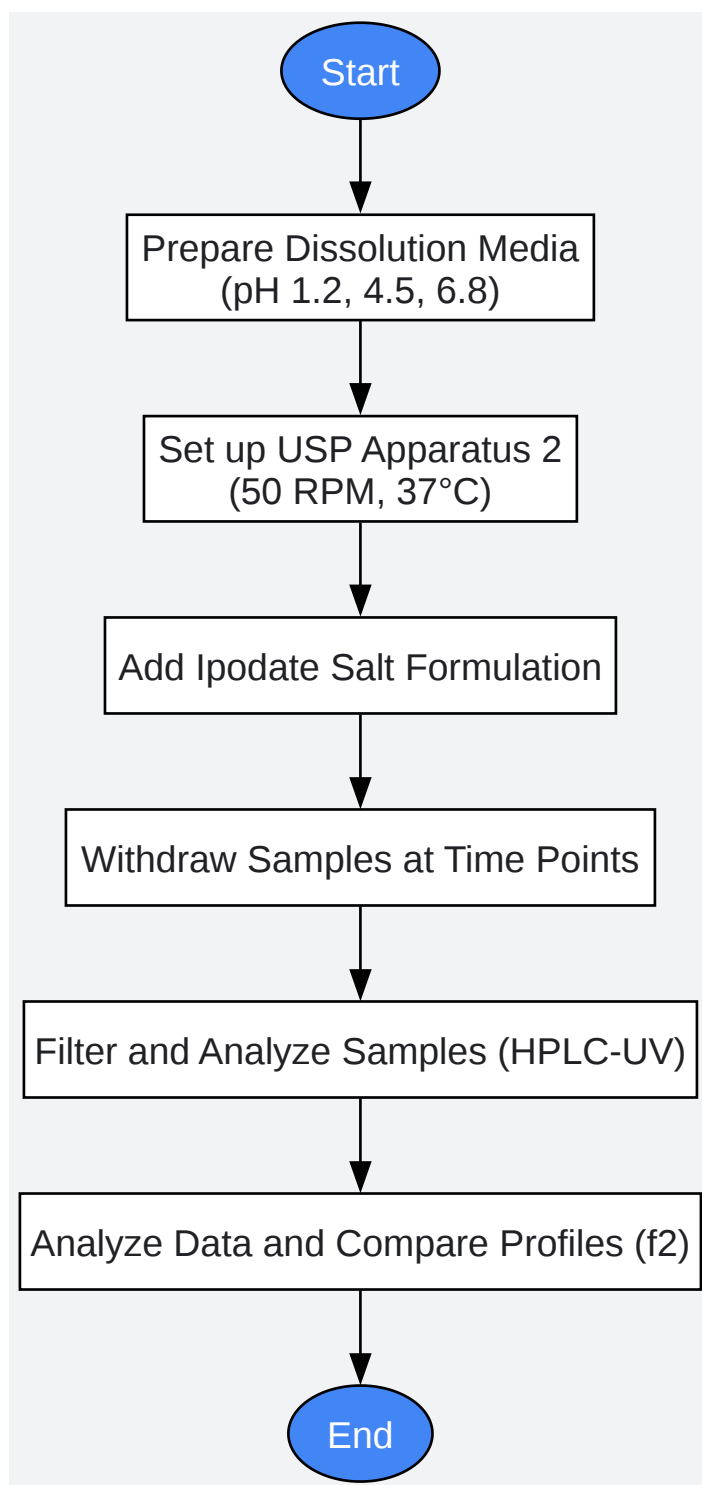 Start
Prepare Dissolution Media
(pH 1.2, 4.5, 6.8)
Set up USP Apparatus 2
(50 RPM, 37°C)
Add Ipodate Salt Formulation
Withdraw Samples at Time Points
Filter and Analyze Samples (HPLC-UV)
Analyze Data and Compare Profiles (f2)
End